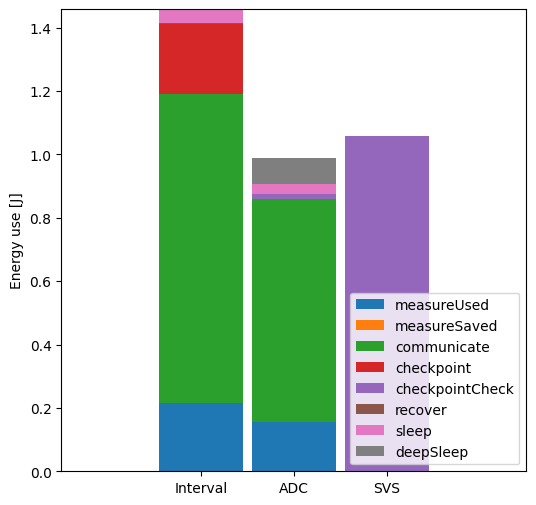 1.4
1.2
1.0
0.8
0.6
0.4
0.2
0.0
Energy use [J]
Interval ADC SVS
measureUsed
measureSaved
communicate
checkpoint
checkpointCheck
recover
sleep
deepSleep